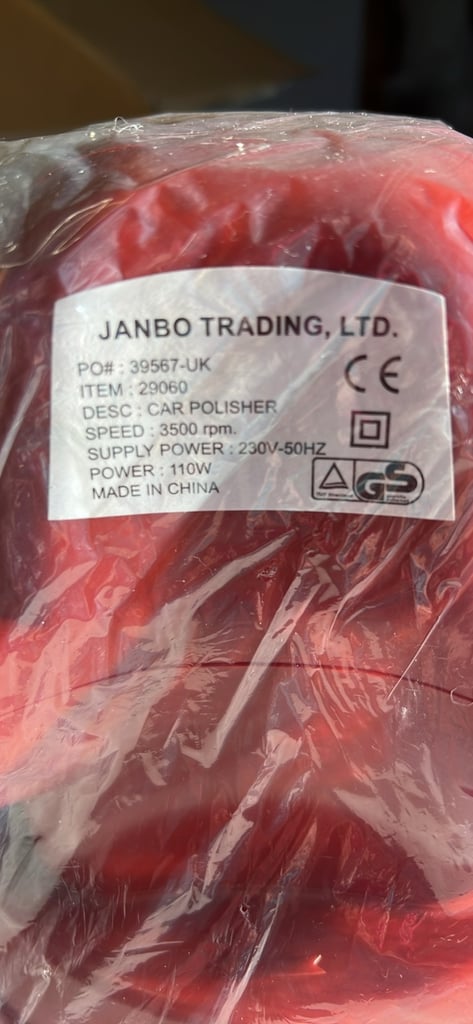 JANBO TRADING, LTD.
PO# : 39567-UK
ITEM : 29060
DESC : CAR POLISHER
SPEED : 3500 rpm.
SUPPLY POWER : 230V-50HZ
POWER : 110W
MADE IN CHINA
CE
GS